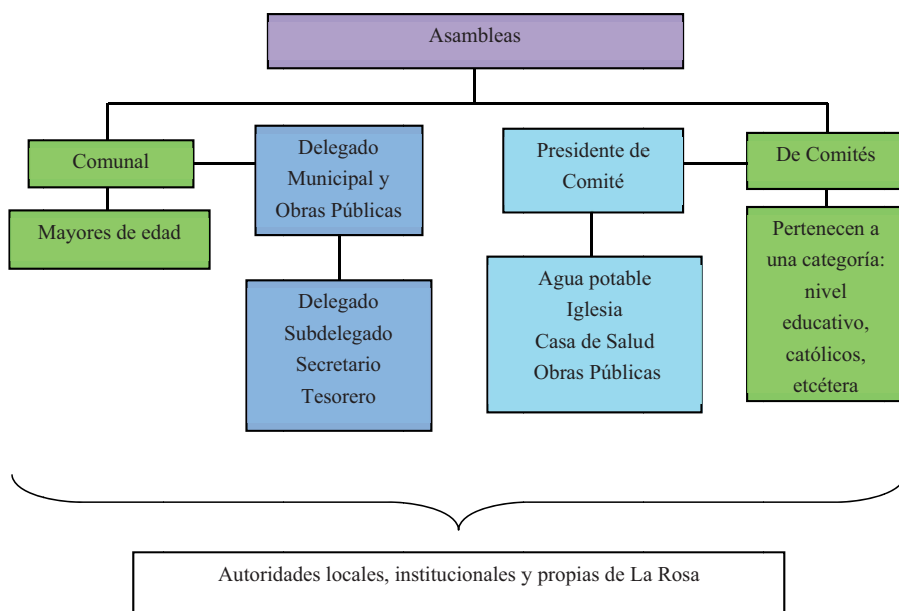 Asambleas
Comunal
Mayores de edad
Delegado
Municipal y
Obras Públicas
Delegado
Subdelegado
Secretario
Tesorero
Presidente de
Comité
Agua potable
Iglesia
Casa de Salud
Obras Públicas
De Comités
Pertenecen a
una categoría:
nivel
educativo,
católicos,
etcétera
Autoridades locales, institucionales y propias de La Rosa